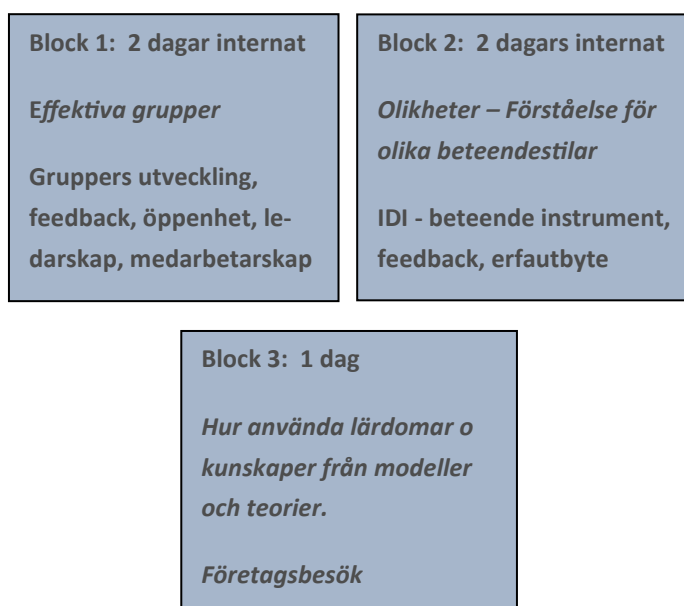 Block 1:  2 dagar internat
Effektiva grupper
Gruppers utveckling,
feedback, öppenhet, le-
darskap, medarbetarskap
Block 2:  2 dagars internat
Olikheter – Förståelse för
olika beteendestilar
IDI - beteende instrument,
feedback, erfautbyte
Block 3:  1 dag
Hur använda lärdomar o
kunskaper från modeller
och teorier.
Företagsbesök